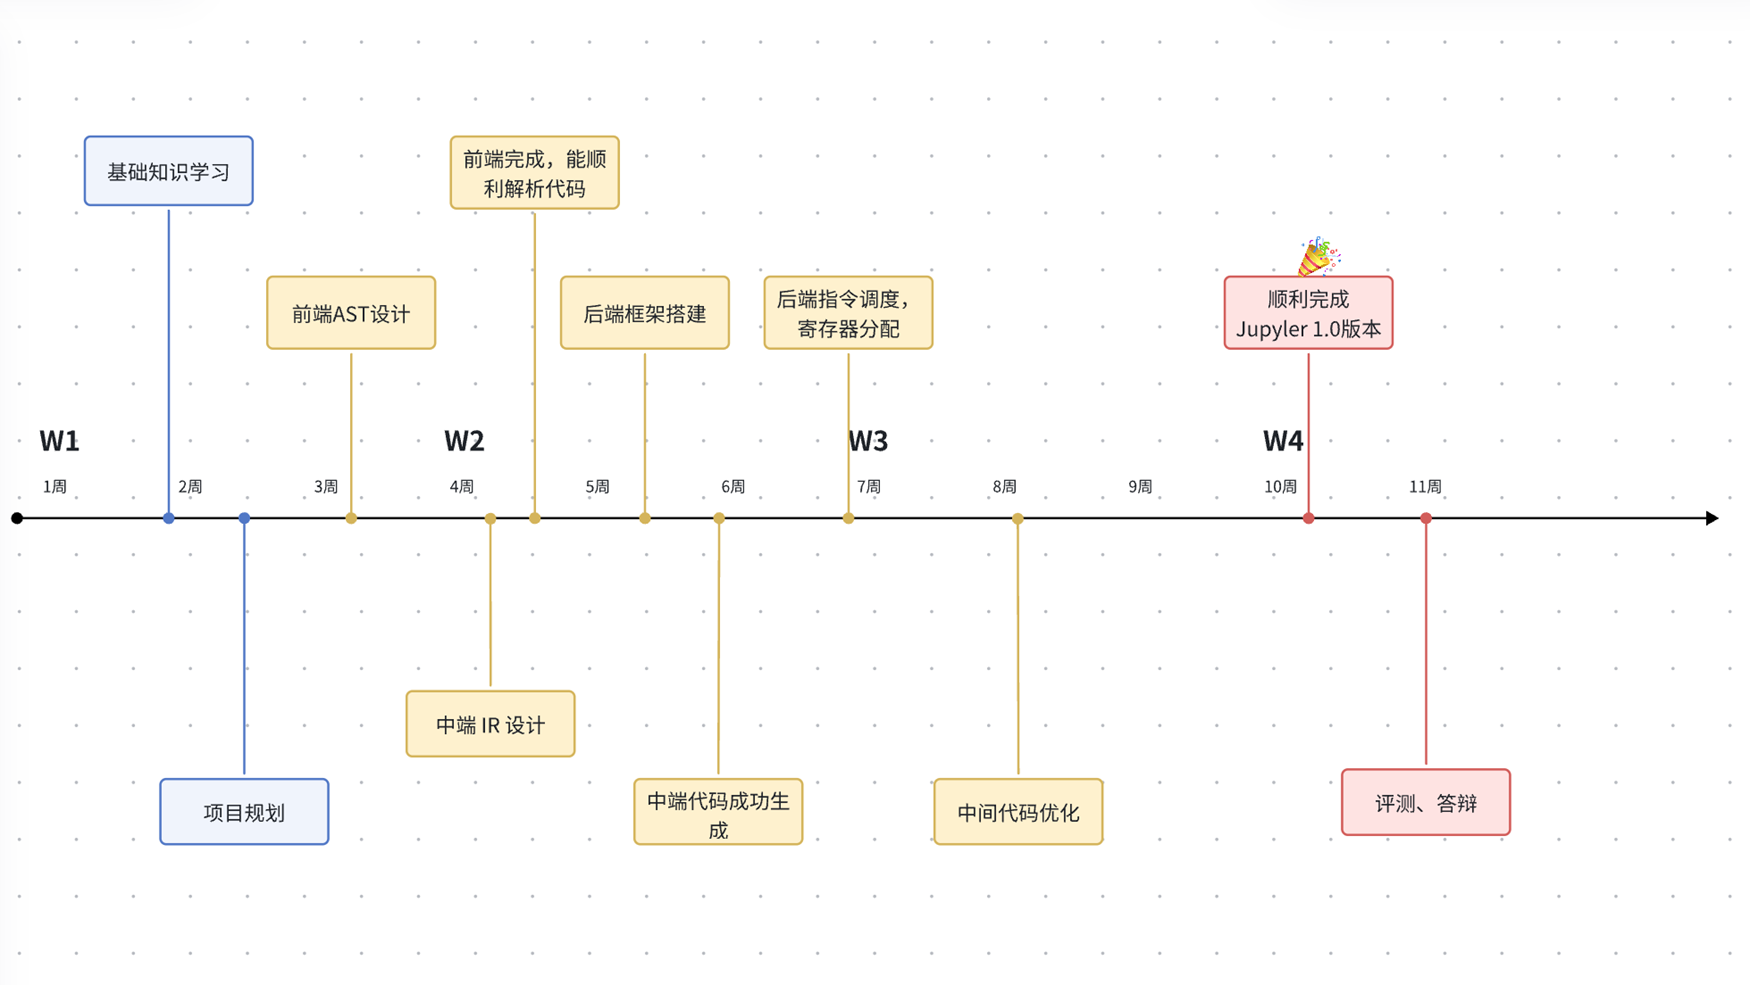 基础知识学习
前端完成，能顺
利解析代码
前端AST设计
后端框架搭建
后端指令调度，
寄存器分配
顺利完成
Jupyler 1.0版本
W1
W2
W3
W4
1周
2周
3周
4周
5周
6周
7周
8周
9周
10周
11周
中端 IR 设计
项目规划
中端代码成功生
成
中间代码优化
评测、答辩